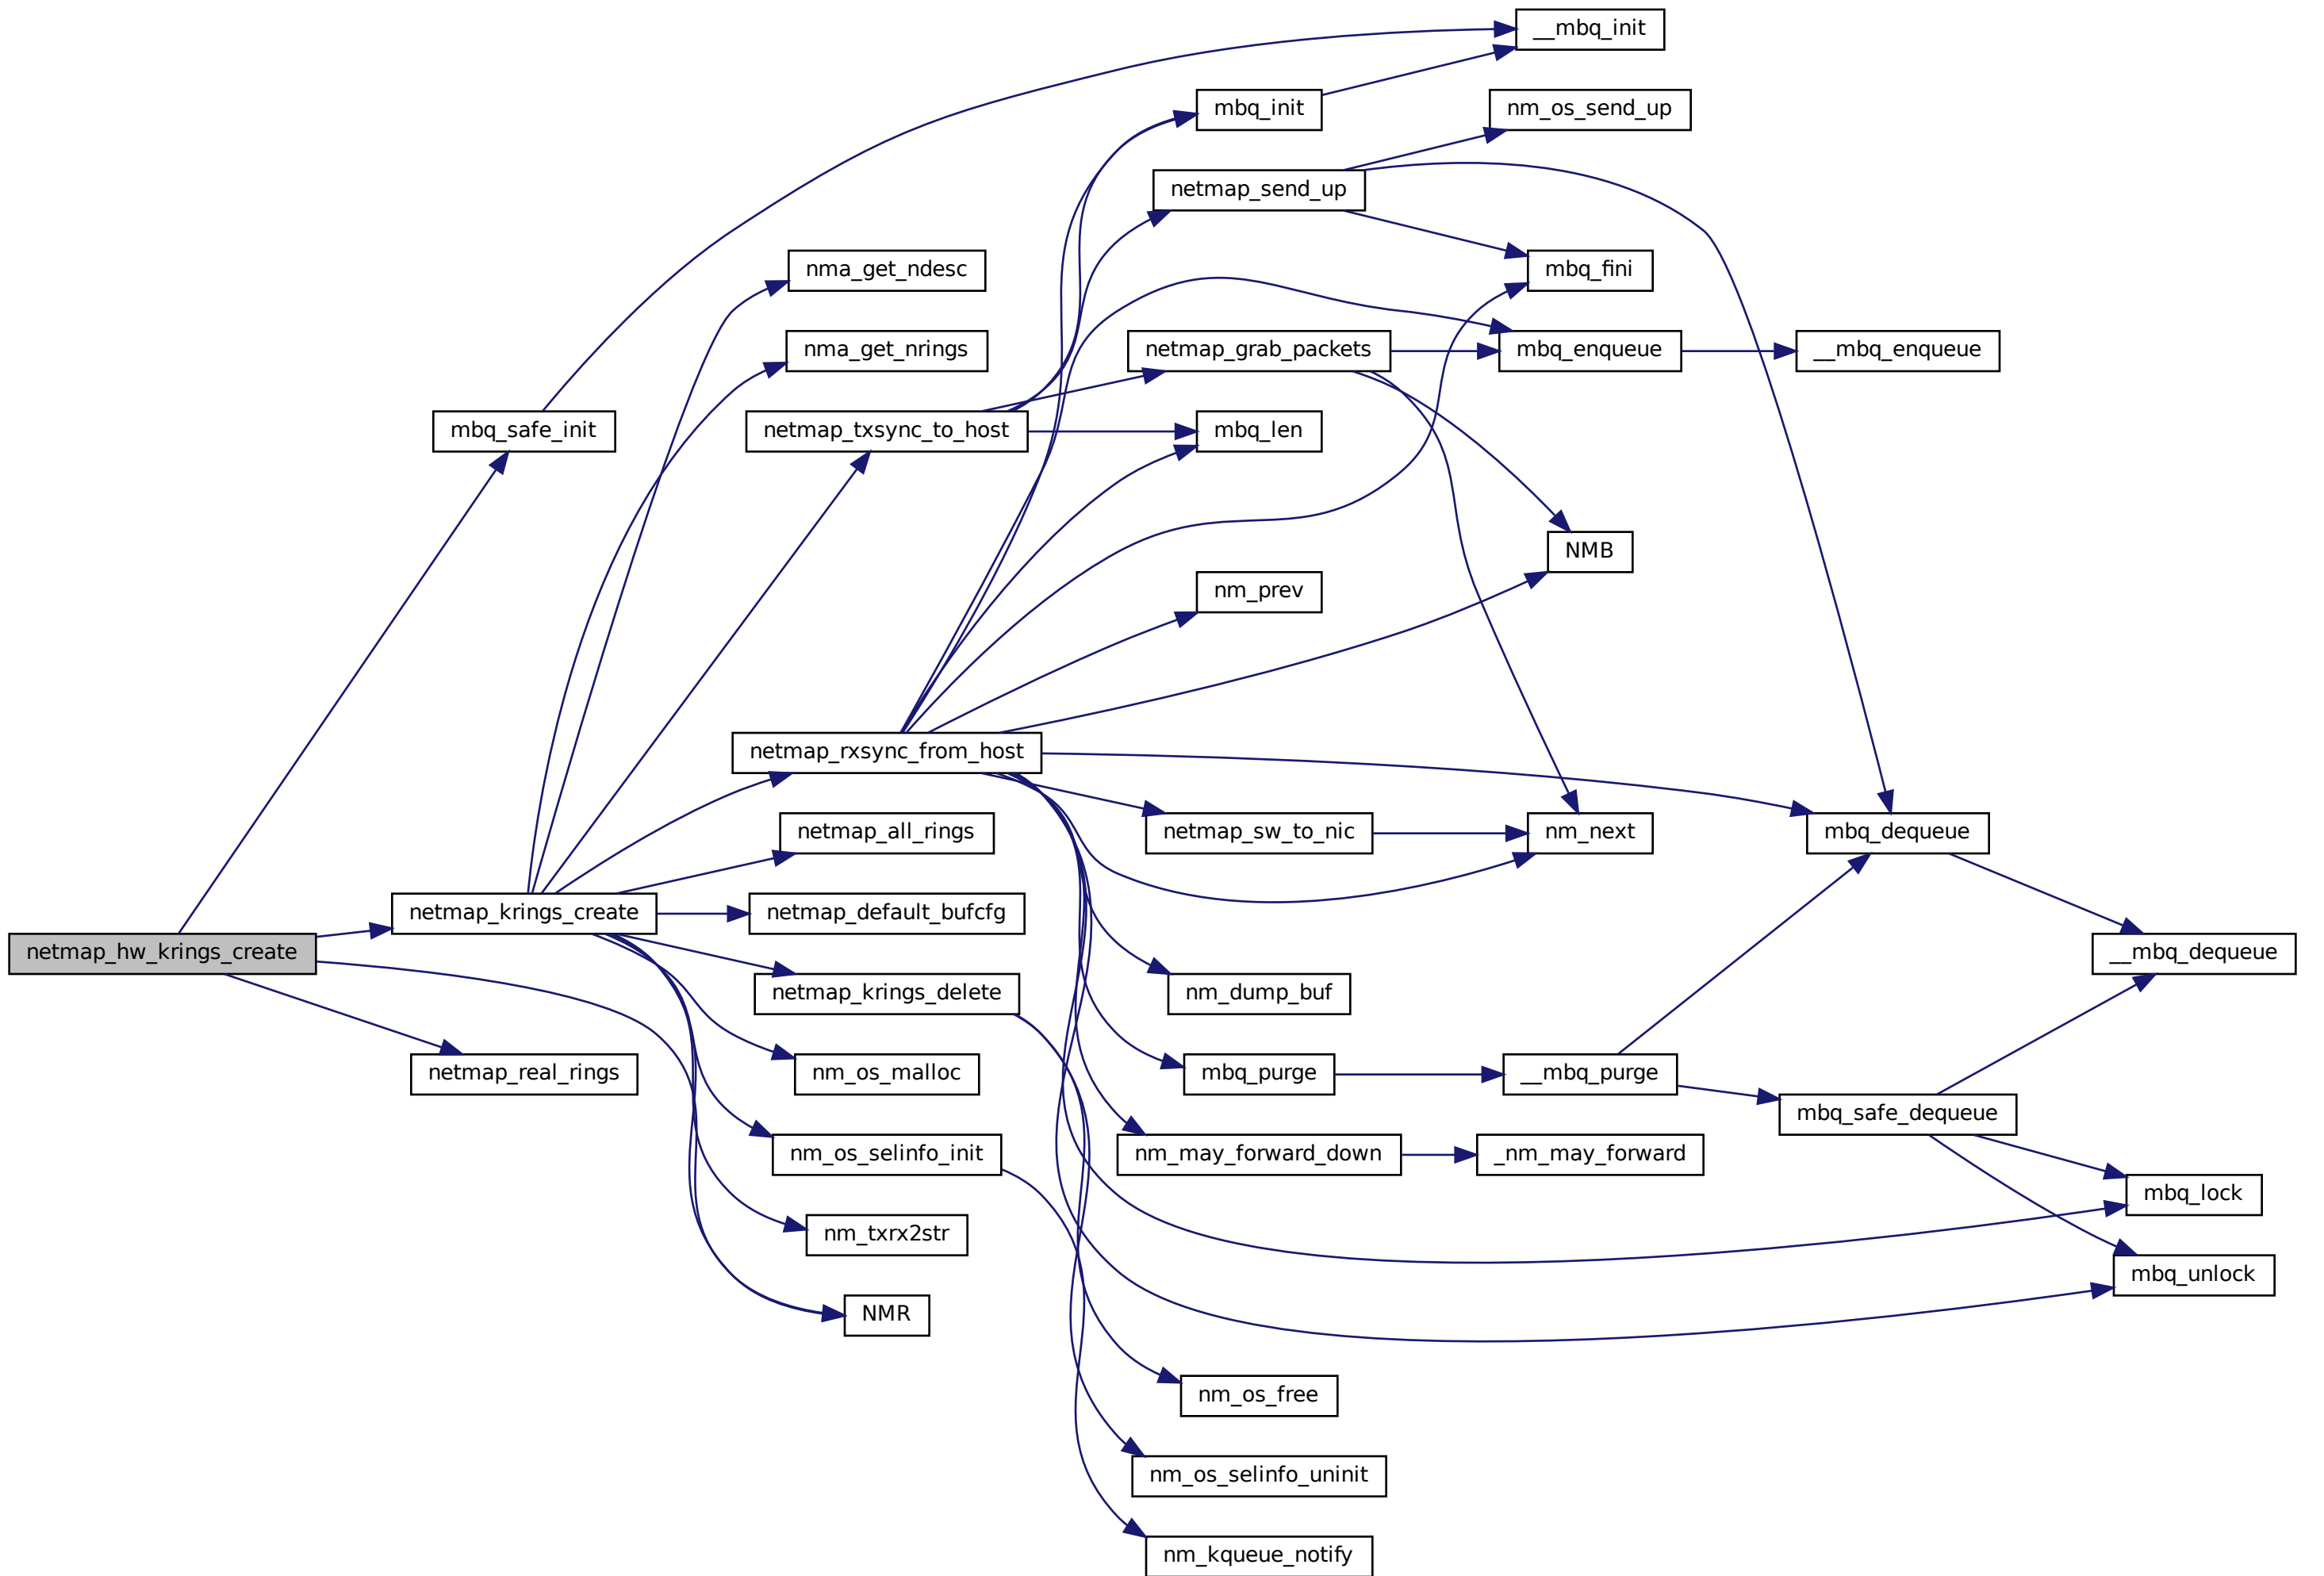 __mbq_init
mbq_init
nm_os_send_up
netmap_send_up
nma_get_ndesc
mbq_fini
nma_get_nrings
netmap_grab_packets
mbq_enqueue
__mbq_enqueue
mbq_safe_init
netmap_txsync_to_host
mbq_len
NMB
nm_prev
netmap_rxsync_from_host
netmap_all_rings
netmap_sw_to_nic
nm_next
mbq_dequeue
netmap_krings_create
netmap_default_bufcfg
netmap_hw_krings_create
__mbq_dequeue
netmap_krings_delete
nm_dump_buf
netmap_real_rings
nm_os_malloc
mbq_purge
__mbq_purge
mbq_safe_dequeue
nm_os_selinfo_init
nm_may_forward_down
_nm_may_forward
mbq_lock
nm_txrx2str
mbq_unlock
NMR
nm_os_free
nm_os_selinfo_uninit
nm_kqueue_notify